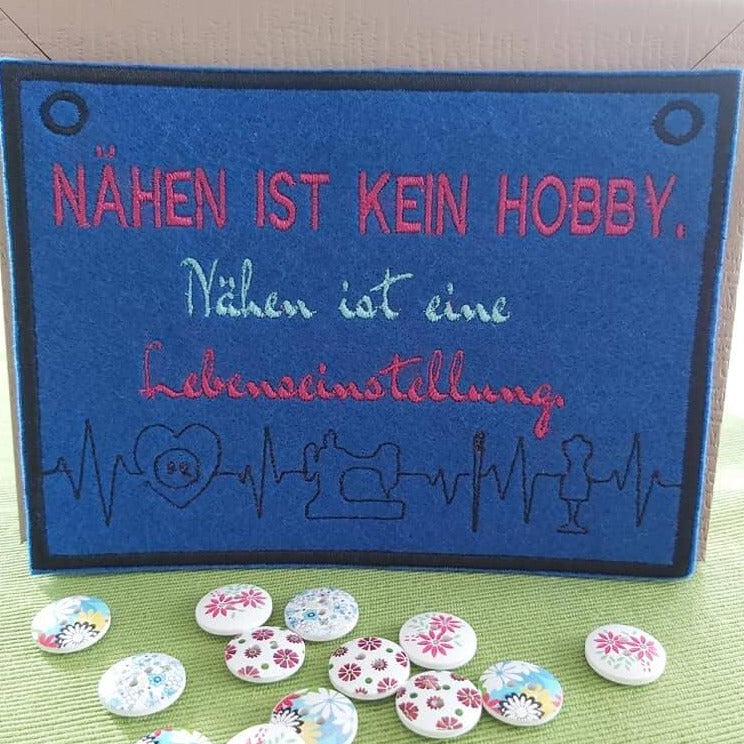 NÄHEN IST KEIN HOBBY.
Nähen ist eine
Lebenseinstellung.